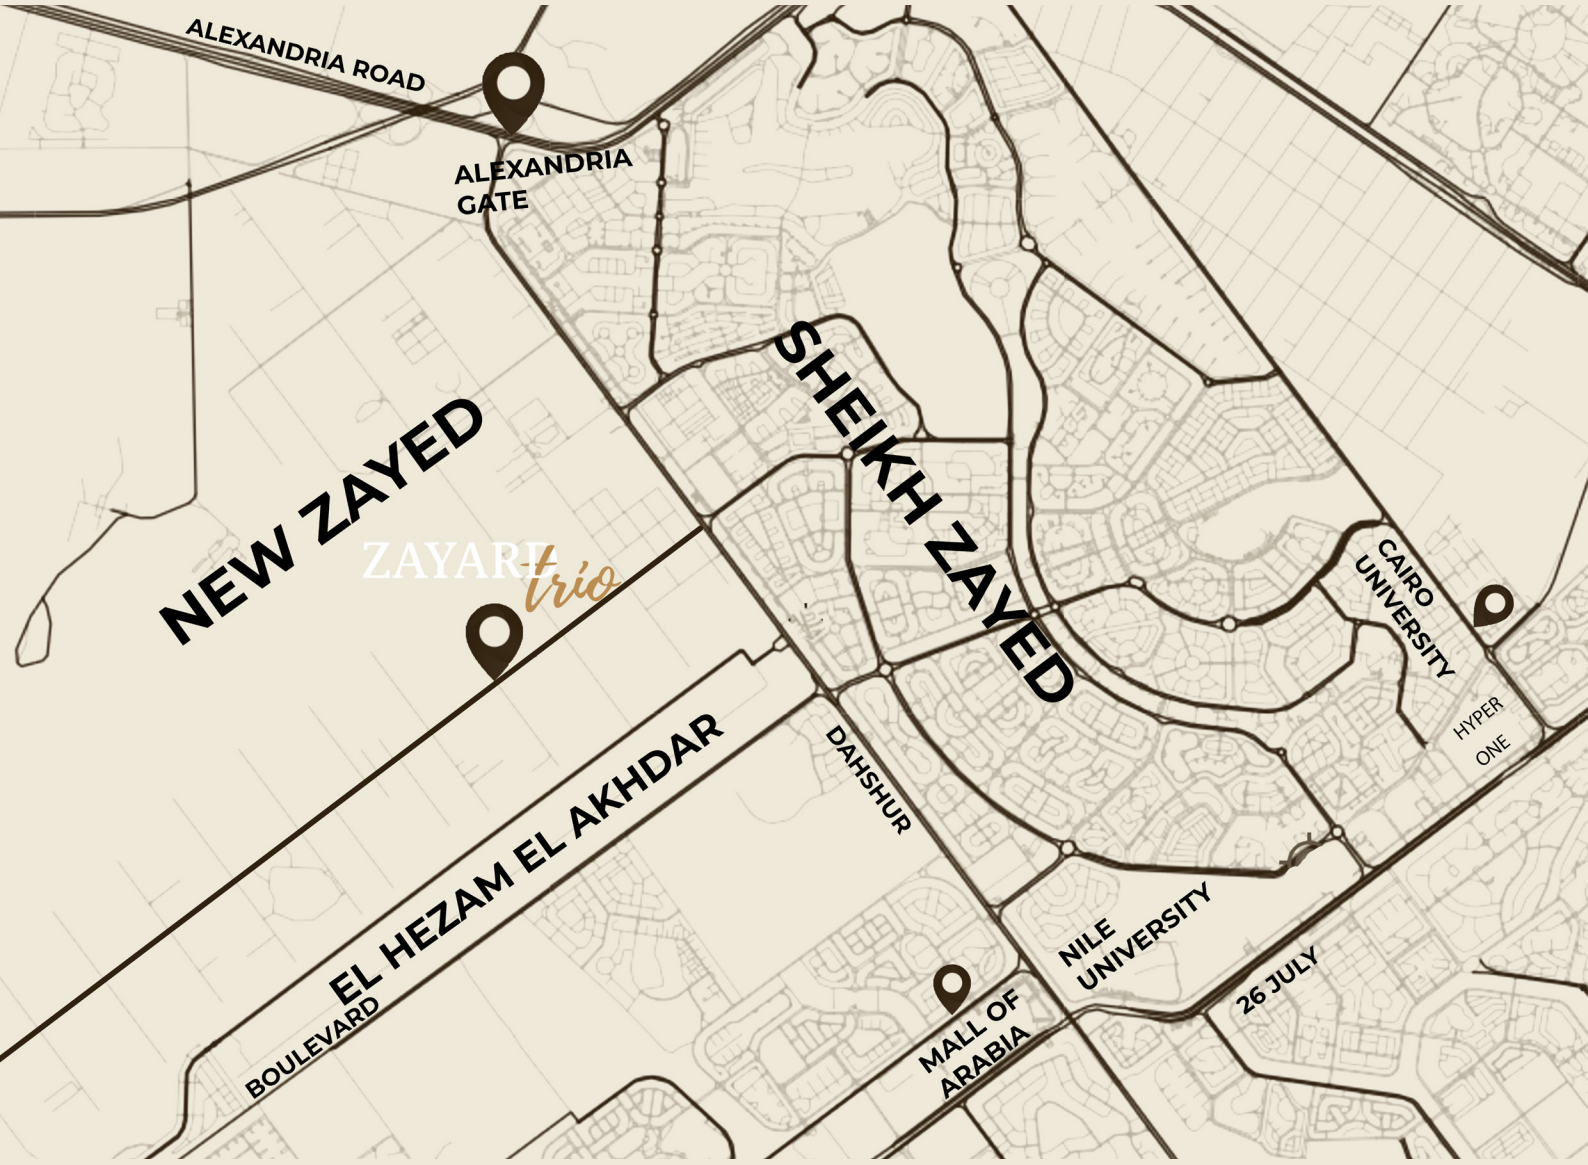 ALEXANDRIA ROAD
ALEXANDRIA
GATE
SHEIKH ZAYED
NEW ZAYED
ZAYARD
trio
CAIRO
UNIVERSITY
HYPER
ONE
EL HEZAM EL AKHDAR
DAHSHUR
BOULEVARD
NILE
UNIVERSITY
26 JULY
MALL OF
ARABIA